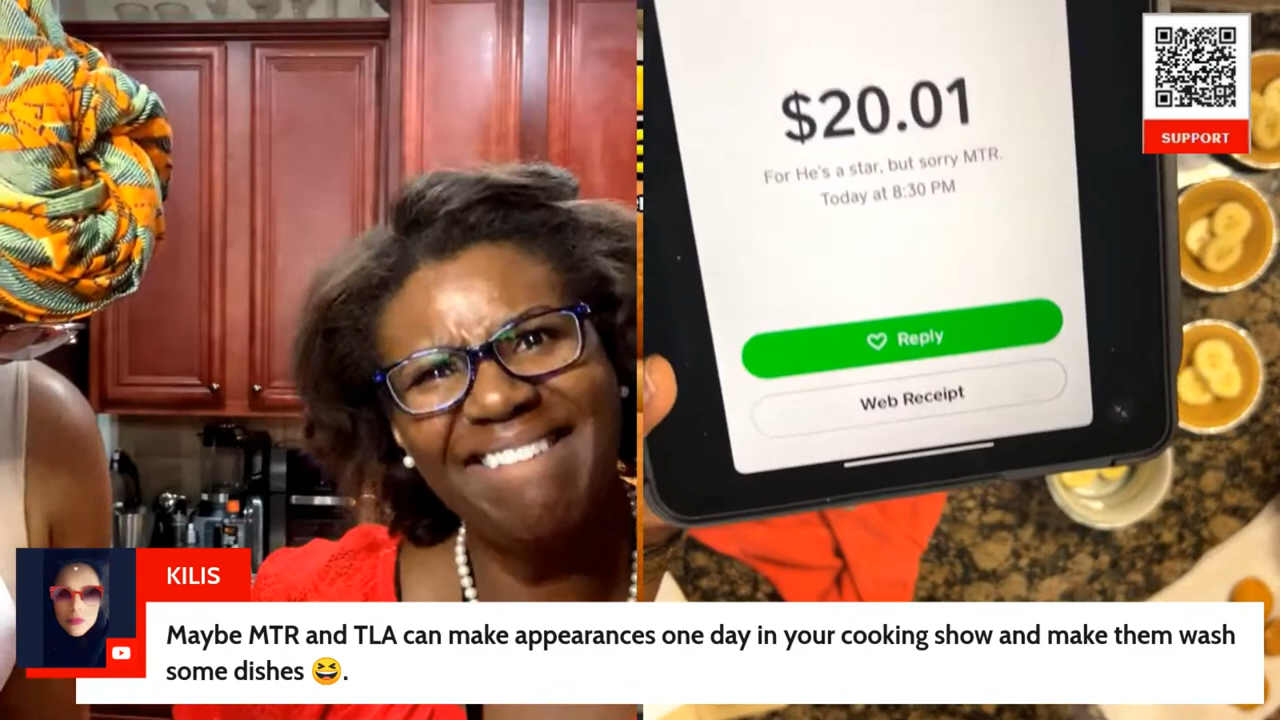 $20.01
For He's a star, but sorry MTR.
Today at 8:30 PM
Reply
Web Receipt
SUPPORT
KILIS
Maybe MTR and TLA can make appearances one day in your cooking show and make them wash
some dishes 😆.